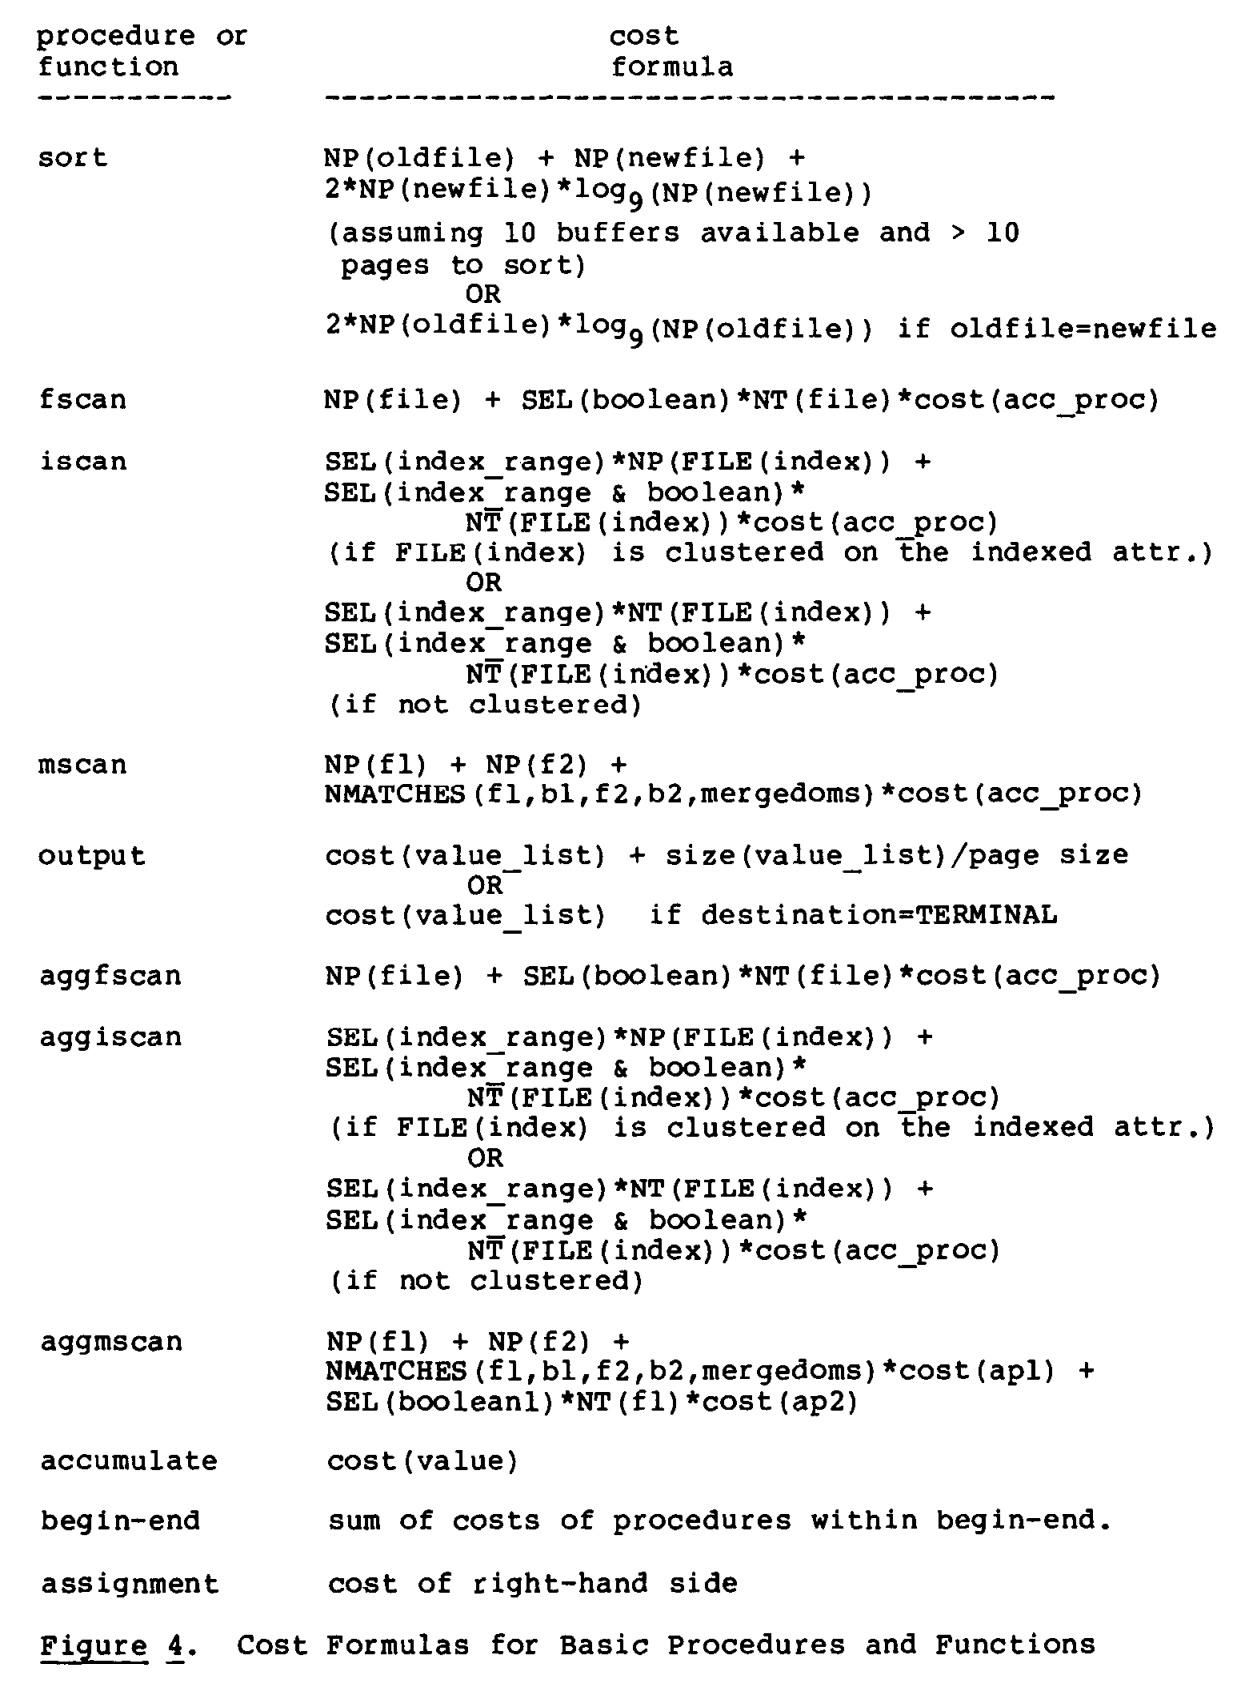 procedure or cost
function formula
----------- ---------------------------------------
sort NP(oldfile) + NP(newfile) +
2*NP(newfile)*log9(NP(newfile))
(assuming 10 buffers available and > 10
pages to sort)
OR
2*NP(oldfile)*log9(NP(oldfile)) if oldfile=newfile
fscan NP(file) + SEL(boolean)*NT(file)*cost(acc_proc)
iscan SEL(index_range)*NP(FILE(index)) +
SEL(index_range & boolean)*
NT(FILE(index))*cost(acc_proc)
(if FILE(index) is clustered on the indexed attr.)
OR
SEL(index_range)*NT(FILE(index)) +
SEL(index_range & boolean)*
NT(FILE(index))*cost(acc_proc)
(if not clustered)
mscan NP(f1) + NP(f2) +
NMATCHES(f1,b1,f2,b2,mergedoms)*cost(acc_proc)
output cost(value_list) + size(value_list)/page size
OR
cost(value_list) if destination=TERMINAL
aggfscan NP(file) + SEL(boolean)*NT(file)*cost(acc_proc)
aggiscan SEL(index_range)*NP(FILE(index)) +
SEL(index_range & boolean)*
NT(FILE(index))*cost(acc_proc)
(if FILE(index) is clustered on the indexed attr.)
OR
SEL(index_range)*NT(FILE(index)) +
SEL(index_range & boolean)*
NT(FILE(index))*cost(acc_proc)
(if not clustered)
aggmscan NP(f1) + NP(f2) +
NMATCHES(f1,b1,f2,b2,mergedoms)*cost(ap1) +
SEL(boolean1)*NT(f1)*cost(ap2)
accumulate cost(value)
begin-end sum of costs of procedures within begin-end.
assignment cost of right-hand side
Figure 4. Cost Formulas for Basic Procedures and Functions